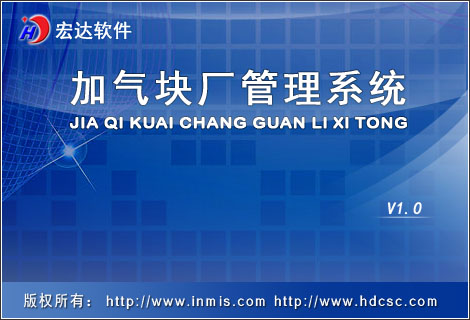 H 宏达软件
加气块厂管理系统
JIA QI KUAI CHANG GUAN LI XI TONG
V1.0
版权所有： http://www.inmis.com http://www.hdcsc.com